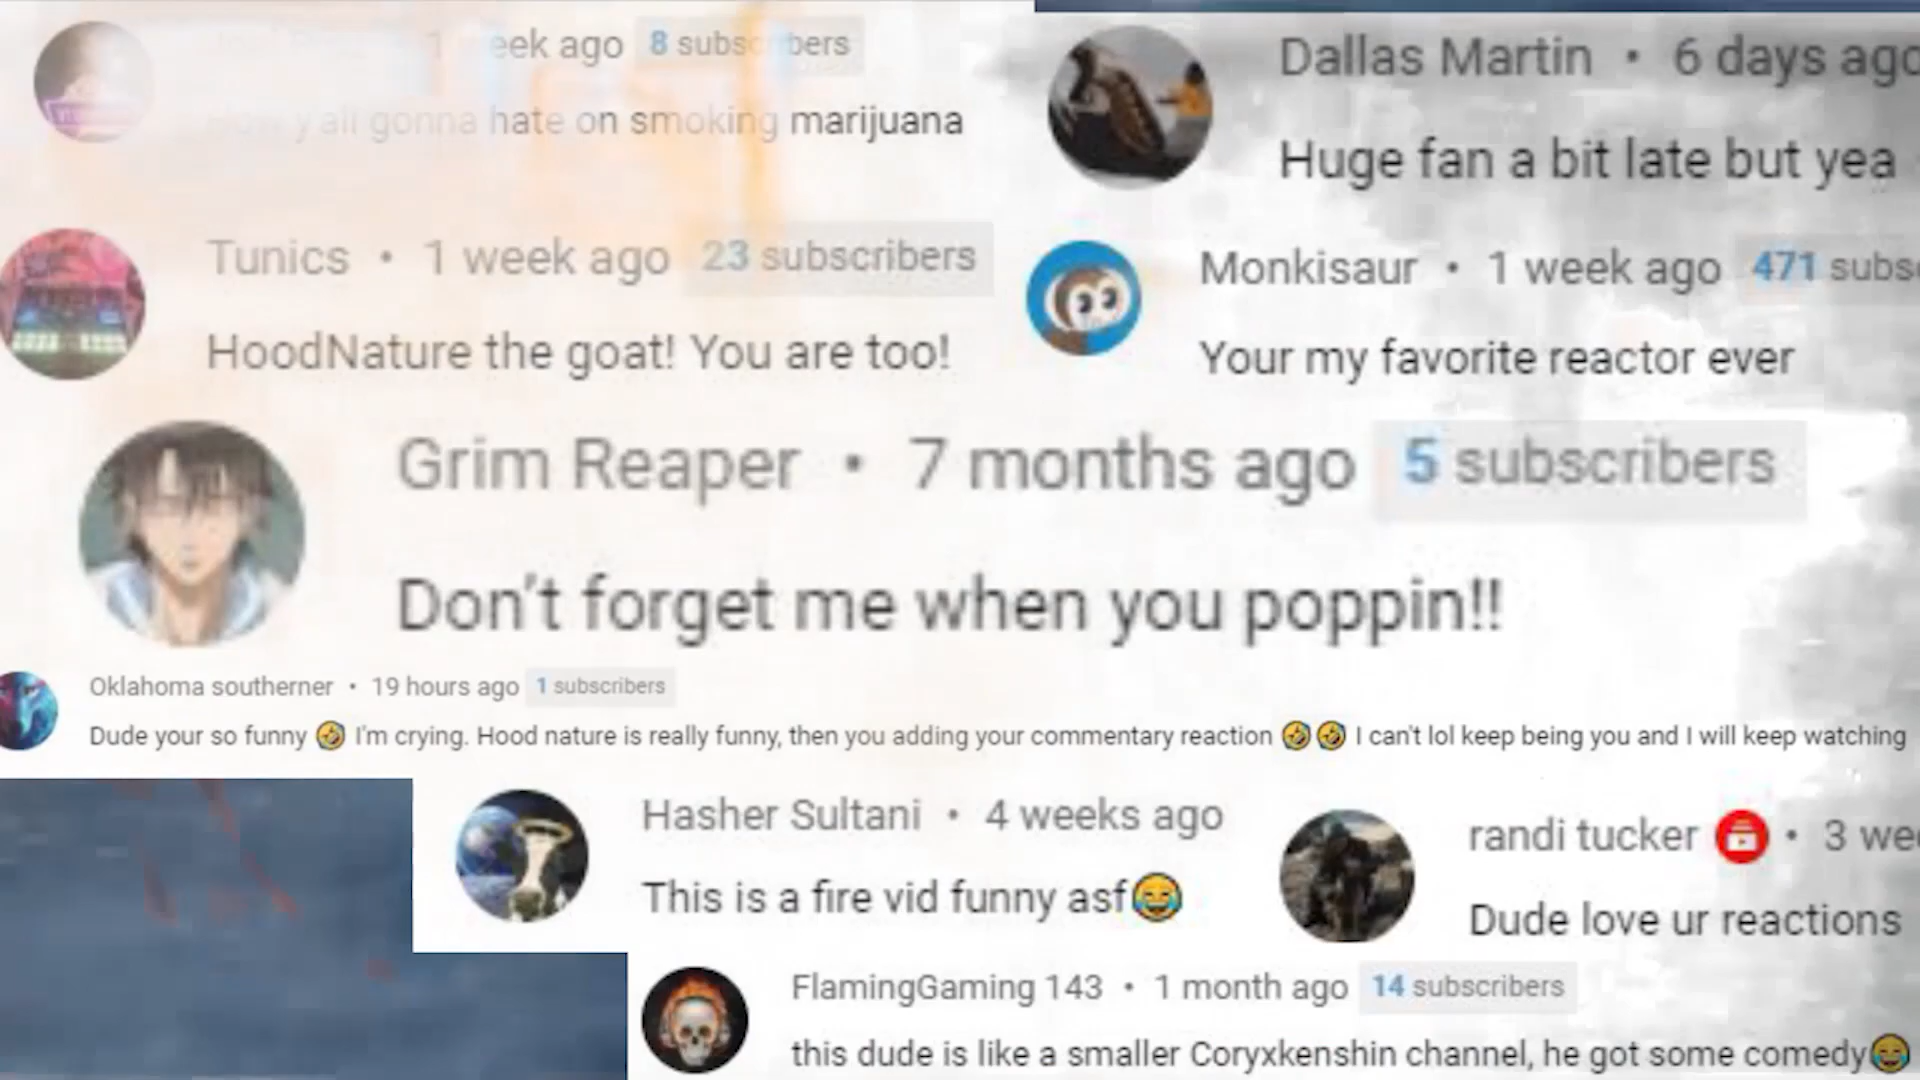 eek ago 8 subscribers
y'all gonna hate on smoking marijuana
Dallas Martin • 6 days ago
Huge fan a bit late but yea
Tunics • 1 week ago 23 subscribers
HoodNature the goat! You are too!
Monkisaur • 1 week ago 471 subs
Your my favorite reactor ever
Grim Reaper • 7 months ago 5 subscribers
Don't forget me when you poppin!!
Oklahoma southerner • 19 hours ago 1 subscribers
Dude your so funny 🤣 I'm crying. Hood nature is really funny, then you adding your commentary reaction 🤣🤣 I can't lol keep being you and I will keep watching
Hasher Sultani • 4 weeks ago
This is a fire vid funny asf😂
randi tucker • 3 wee
Dude love ur reactions
FlamingGaming 143 • 1 month ago 14 subscribers
this dude is like a smaller Coryxkenshin channel, he got some comedy😂